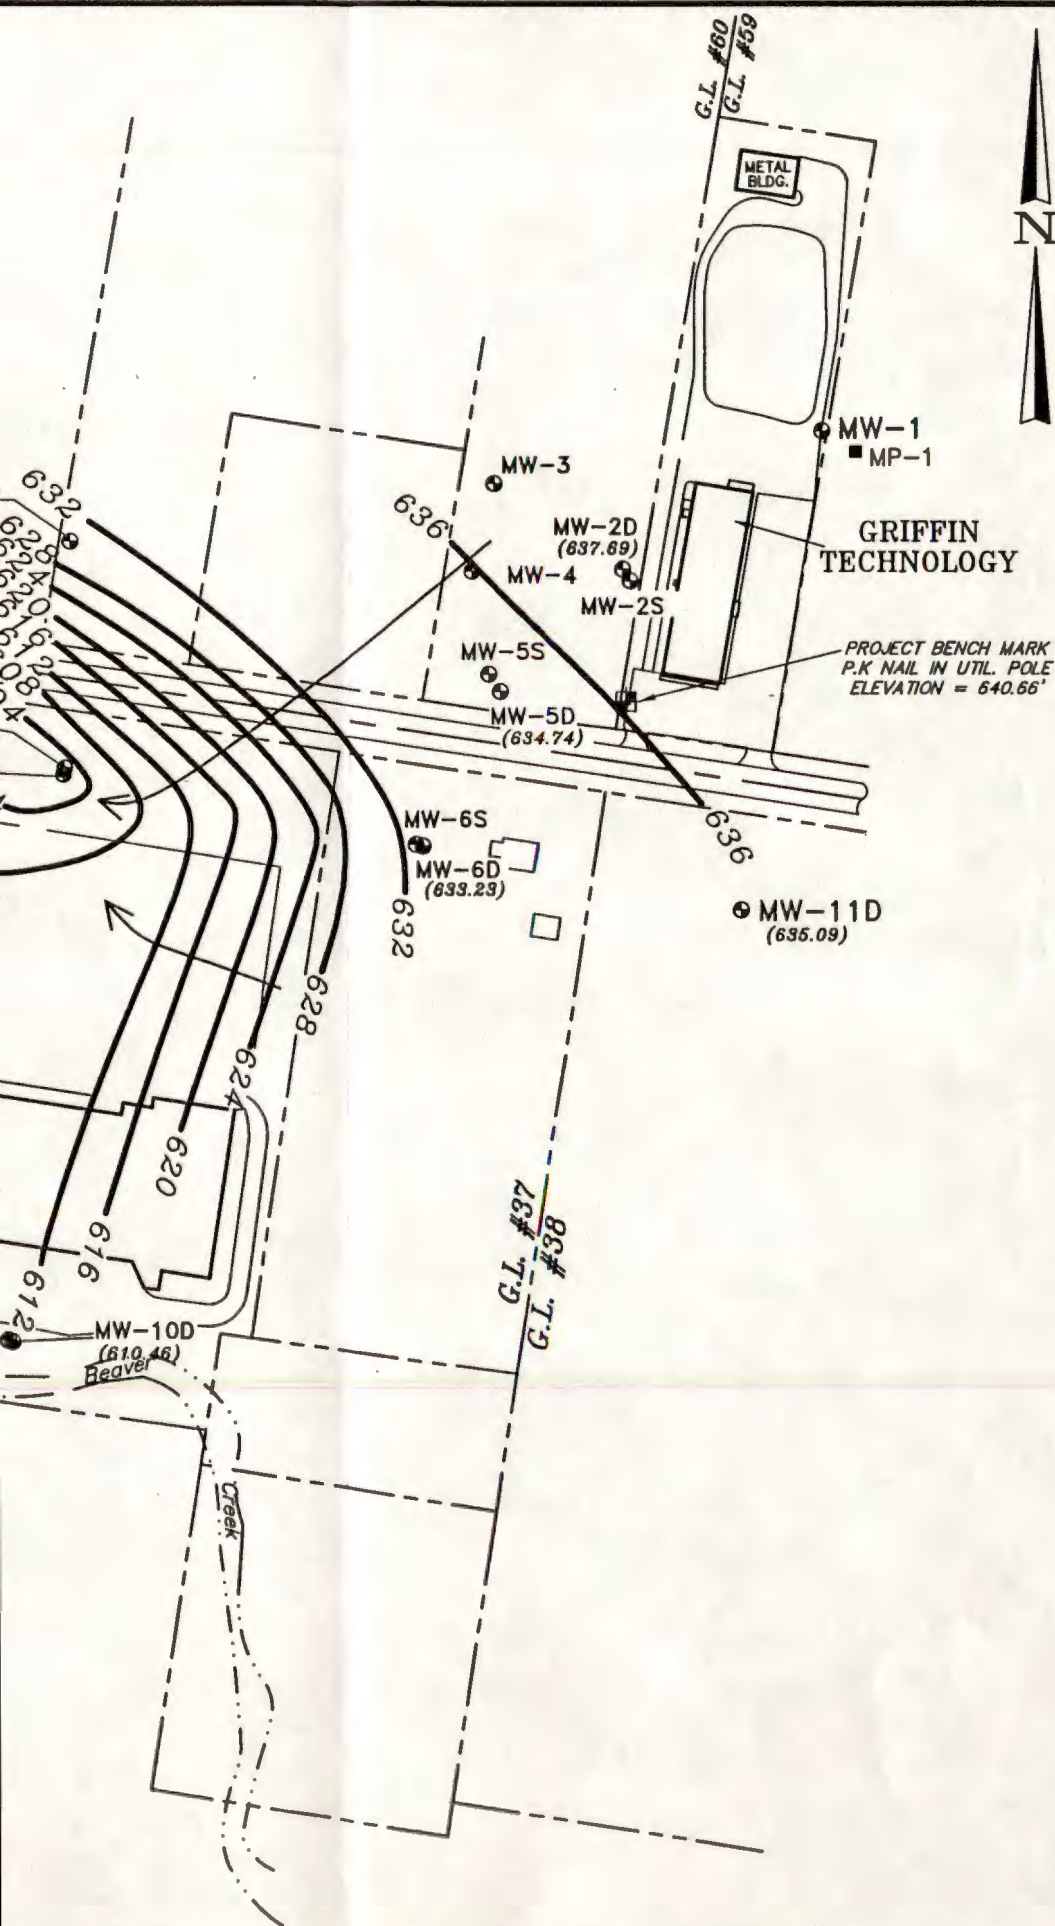 G.L. #60
G.L. #59
METAL
BLDG.
N
MW-1
MP-1
MW-3
632
636
MW-2D
(637.69)
GRIFFIN
TECHNOLOGY
MW-4
MW-2S
MW-5S
PROJECT BENCH MARK
P.K NAIL IN UTIL. POLE
ELEVATION = 640.66'
MW-5D
(634.74)
MW-6S
MW-6D
(633.23)
636
MW-11D
(635.09)
632
628
624
620
616
612
G.L. #37
G.L. #38
MW-10D
(610.46)
Beaver
Creek